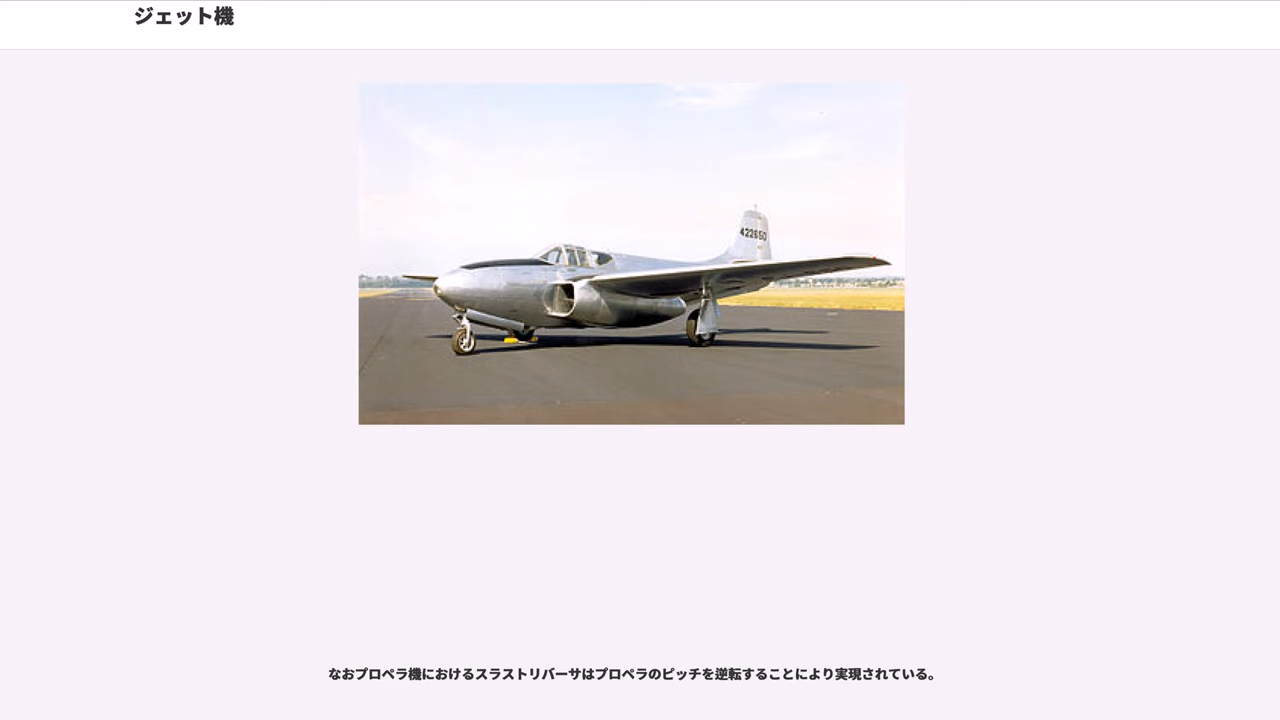 ジェット機
422650
なおプロペラ機におけるスラストリバーサはプロペラのピッチを逆転することにより実現されている。